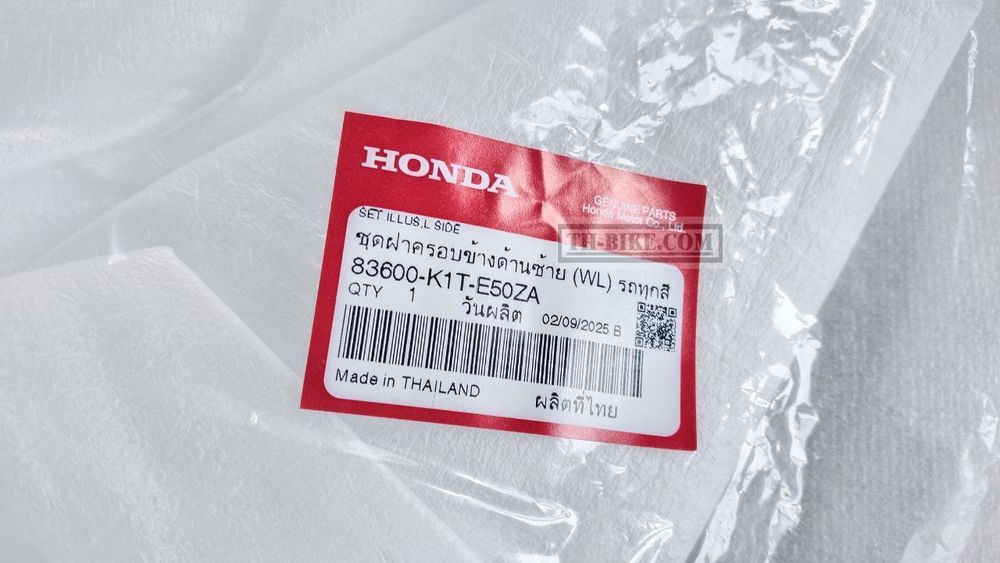 HONDA
GENUINE PARTS
Honda Motor Co., Ltd.
SET ILLUS,L SIDE
ชุดฝาครอบข้างด้านซ้าย (WL) รถทุกสี
83600-K1T-E50ZA
QTY 1 วันผลิต 02/09/2025 B
Made in THAILAND ผลิตที่ไทย
TH-BIKE.COM